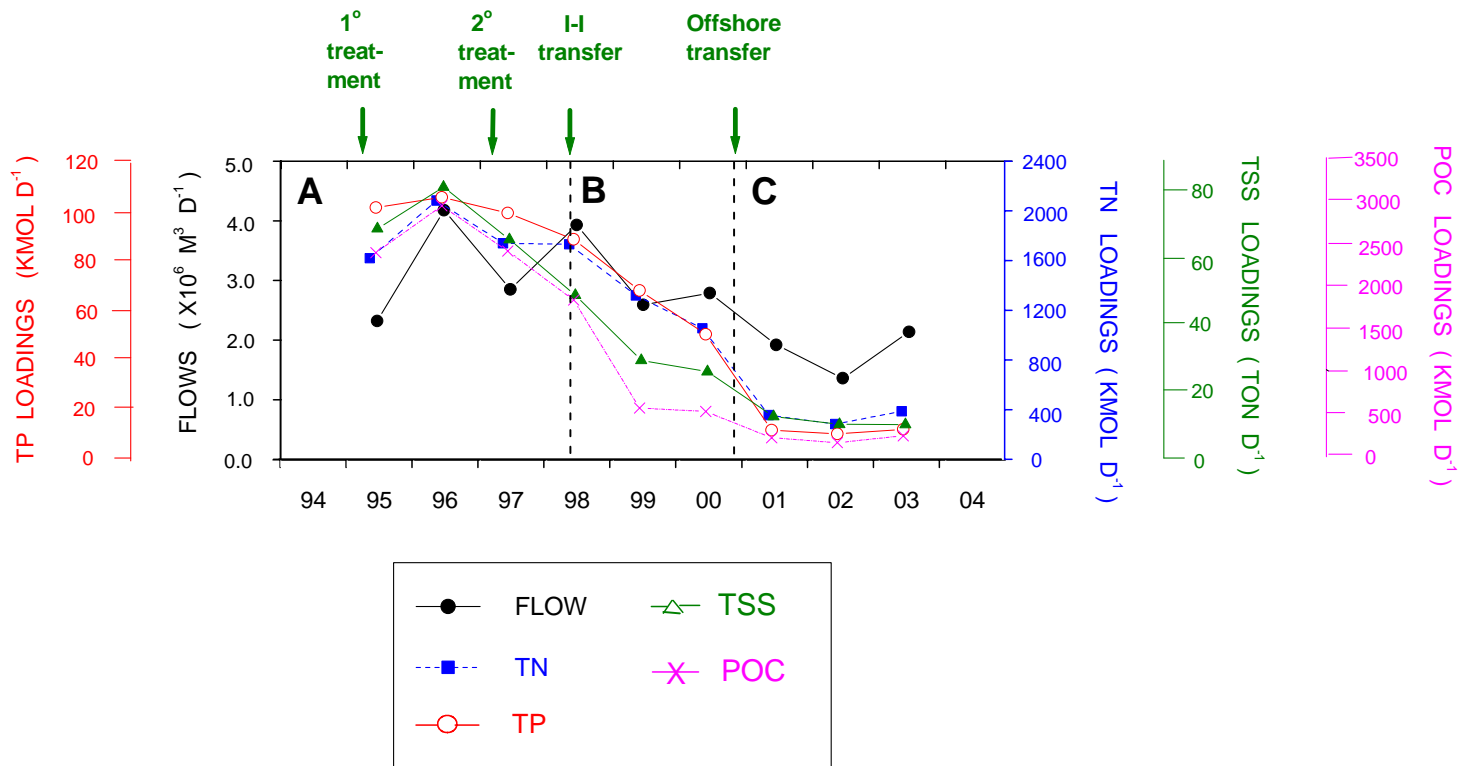 1° treat-ment
2° treat-ment
I-I transfer
Offshore transfer
TP LOADINGS (KMOL D-1)
120
100
80
60
40
20
0
FLOWS (X10⁶ M³ D-1)
5.0
4.0
3.0
2.0
1.0
0.0
A
B
C
2400
2000
1600
1200
800
400
0
TN LOADINGS (KMOL D-1)
80
60
40
20
0
TSS LOADINGS (TON D-1)
3500
3000
2500
2000
1500
1000
500
0
POC LOADINGS (KMOL D-1)
94 95 96 97 98 99 00 01 02 03 04
FLOW
TSS
TN
POC
TP